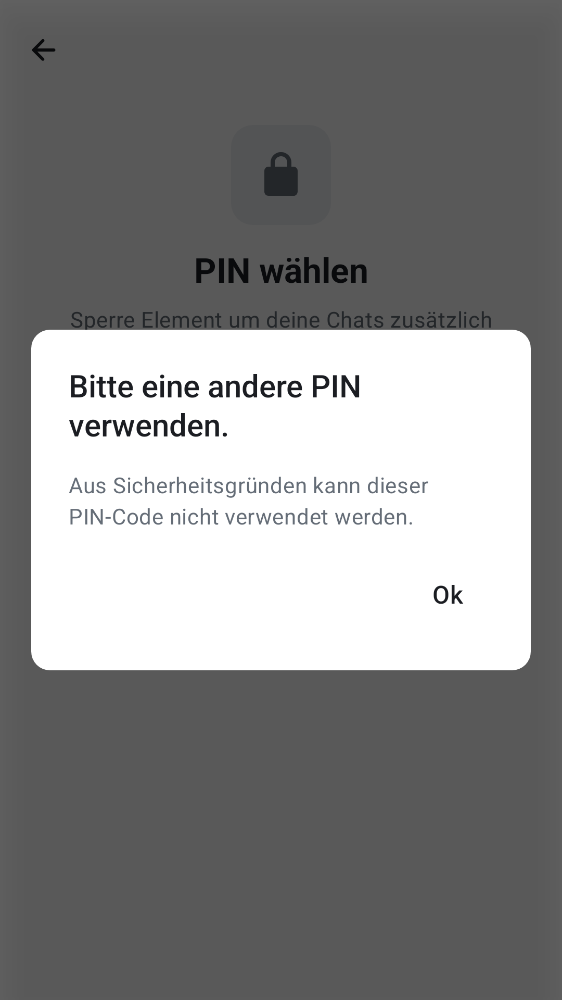 PIN wählen
Sperre Element um deine Chats zusätzlich
Bitte eine andere PIN
verwenden.
Aus Sicherheitsgründen kann dieser
PIN-Code nicht verwendet werden.
Ok